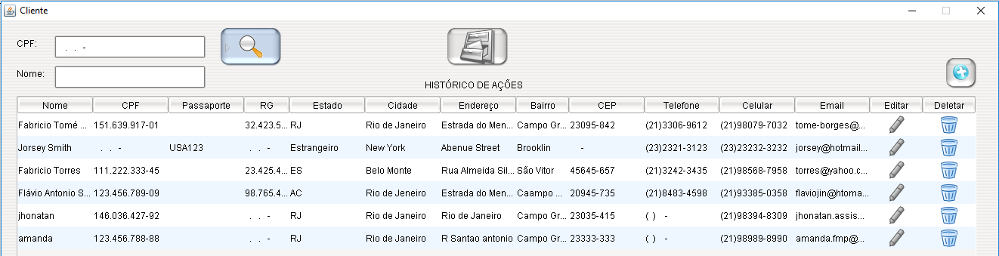 Cliente
CPF: . . -
Nome:
HISTÓRICO DE AÇÕES
Nome CPF Passaporte RG Estado Cidade Endereço Bairro CEP Telefone Celular Email Editar Deletar
Fabricio Tomé ... 151.639.917-01 32.423.5... RJ Rio de Janeiro Estrada do Men... Campo Gr... 23095-842 (21)3306-9612 (21)98079-7032 tome-borges@...
Jorsey Smith . . - USA123 . . - Estrangeiro New York Abenue Street Brooklin - (23)2321-3123 (23)23232-3232 jorsey@hotmail...
Fabricio Torres 111.222.333-45 23.425.4... ES Belo Monte Rua Almeida Sil... São Vitor 45645-657 (21)3242-3435 (21)98568-7958 torres@yahoo.c...
Flávio Antonio S... 123.456.789-09 98.765.4... AC Rio de Jeneiro Estrada do Men... Caampo ... 20945-735 (21)8483-4598 (21)93385-0358 flaviojin@htoma...
jhonatan 146.036.427-92 . . - RJ Rio de Janeiro Rio de Janeiro Campo Gr... 23035-415 ( ) - (21)98394-8309 jhonatan.assis...
amanda 123.456.788-88 . . - RJ Rio de Janeiro R Santao antonio Campo Gr... 23333-333 ( ) - (21)98989-8990 amanda.fmp@...